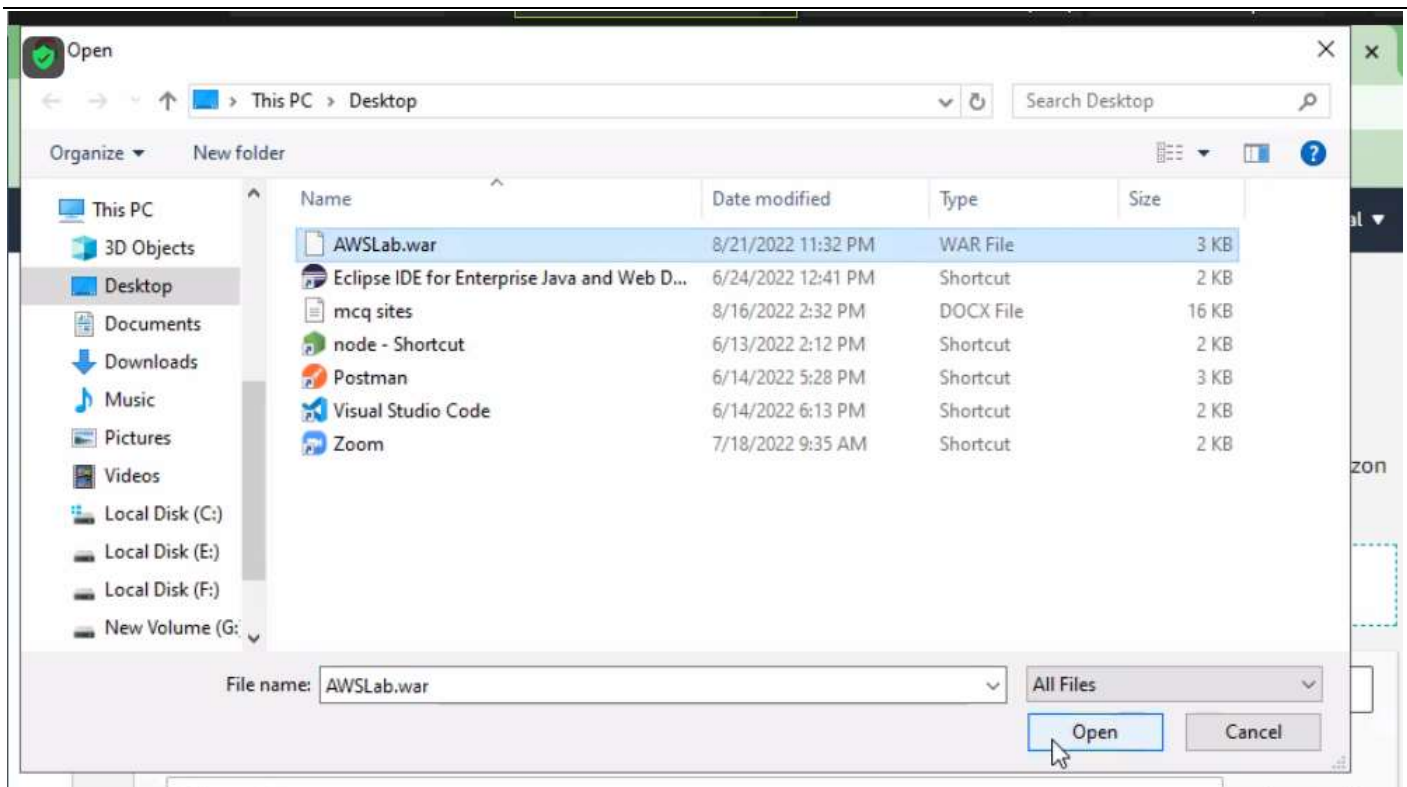 Open
This PC > Desktop
Search Desktop
Organize
New folder
This PC
3D Objects
Desktop
Documents
Downloads
Music
Pictures
Videos
Local Disk (C:)
Local Disk (E:)
Local Disk (F:)
New Volume (G:
Name Date modified Type Size
AWSLab.war 8/21/2022 11:32 PM WAR File 3 KB
Eclipse IDE for Enterprise Java and Web D... 6/24/2022 12:41 PM Shortcut 2 KB
mcq sites 8/16/2022 2:32 PM DOCX File 16 KB
node - Shortcut 6/13/2022 2:12 PM Shortcut 2 KB
Postman 6/14/2022 5:28 PM Shortcut 3 KB
Visual Studio Code 6/14/2022 6:13 PM Shortcut 2 KB
Zoom 7/18/2022 9:35 AM Shortcut 2 KB
al
zon
File name: AWSLab.war
All Files
Open
Cancel